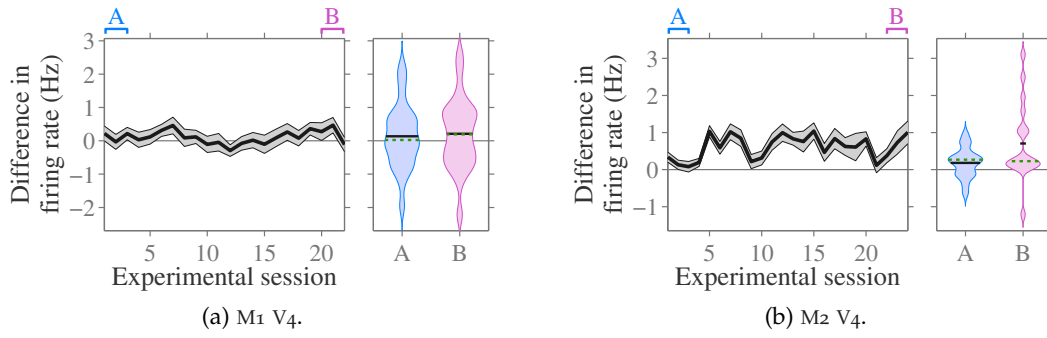 A B
Difference in
firing rate (Hz)
3
2
1
0
−1
−2
5 10 15 20
Experimental session
A B
(a) M1 V4.
A B
Difference in
firing rate (Hz)
3
2
1
0
−1
5 10 15 20
Experimental session
A B
(b) M2 V4.